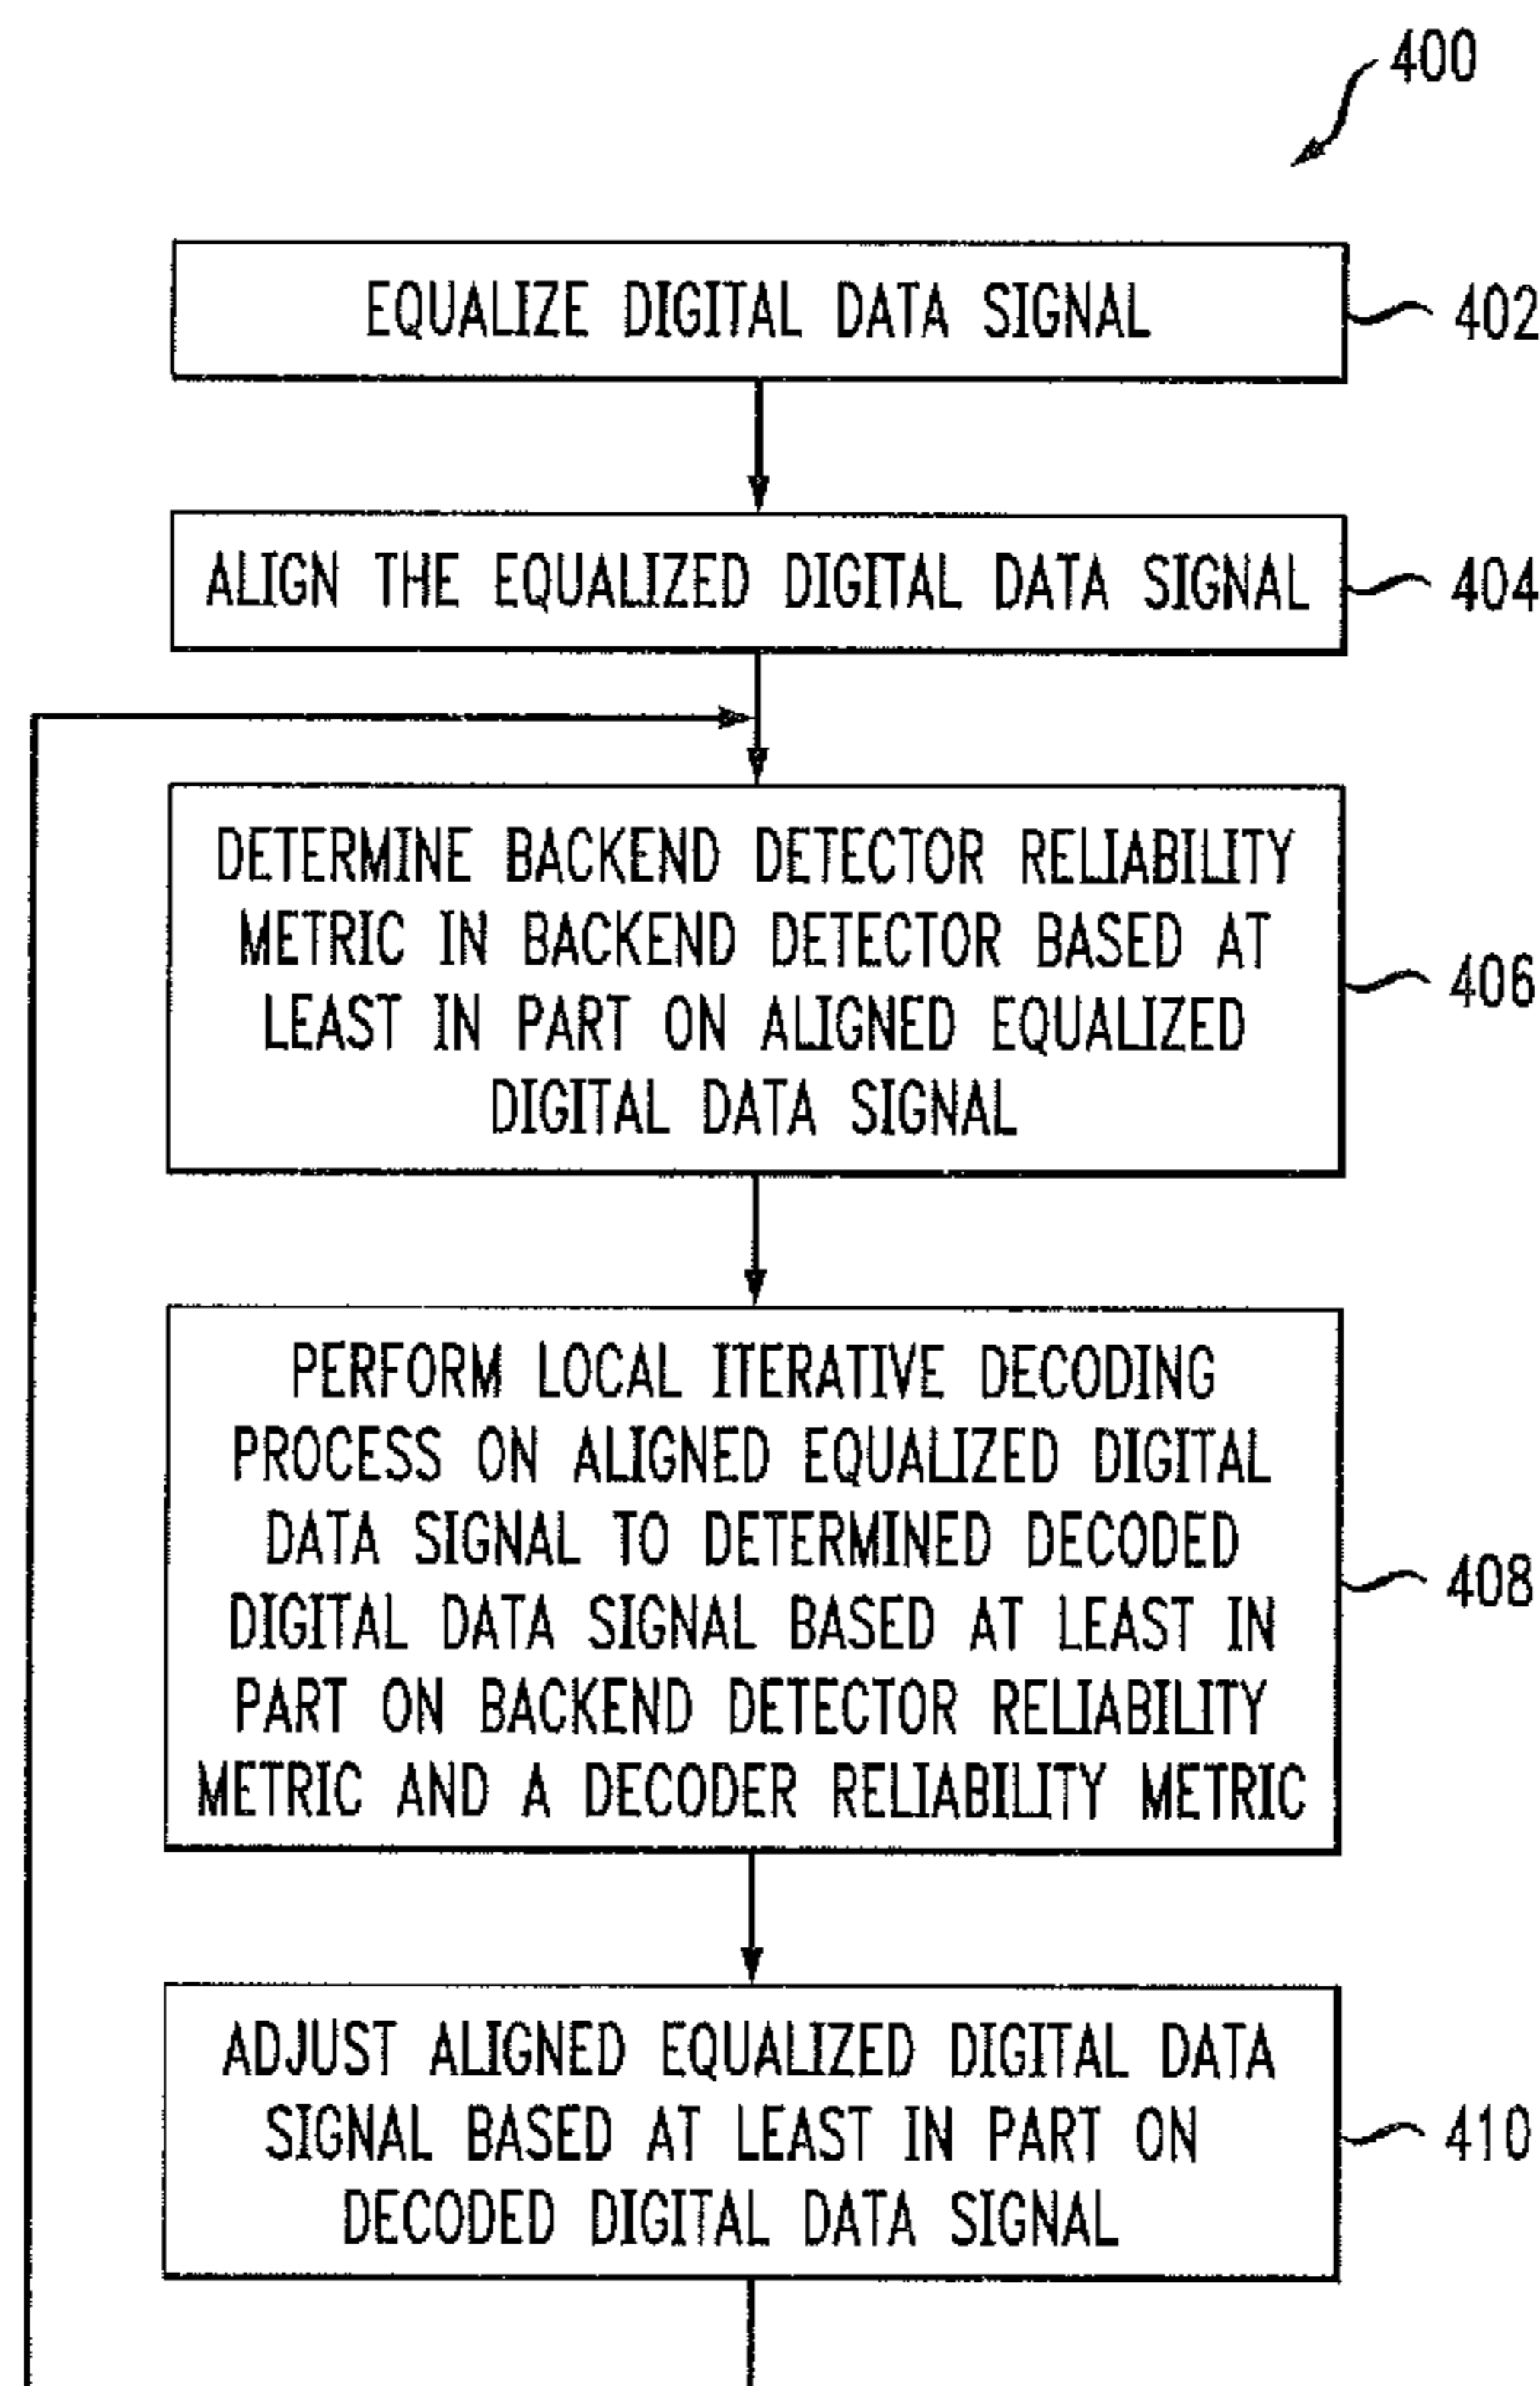 400
EQUALIZE DIGITAL DATA SIGNAL
402
ALIGN THE EQUALIZED DIGITAL DATA SIGNAL
404
DETERMINE BACKEND DETECTOR RELIABILITY
METRIC IN BACKEND DETECTOR BASED AT
LEAST IN PART ON ALIGNED EQUALIZED
DIGITAL DATA SIGNAL
406
PERFORM LOCAL ITERATIVE DECODING
PROCESS ON ALIGNED EQUALIZED DIGITAL
DATA SIGNAL TO DETERMINED DECODED
DIGITAL DATA SIGNAL BASED AT LEAST IN
PART ON BACKEND DETECTOR RELIABILITY
METRIC AND A DECODER RELIABILITY METRIC
408
ADJUST ALIGNED EQUALIZED DIGITAL DATA
SIGNAL BASED AT LEAST IN PART ON
DECODED DIGITAL DATA SIGNAL
410